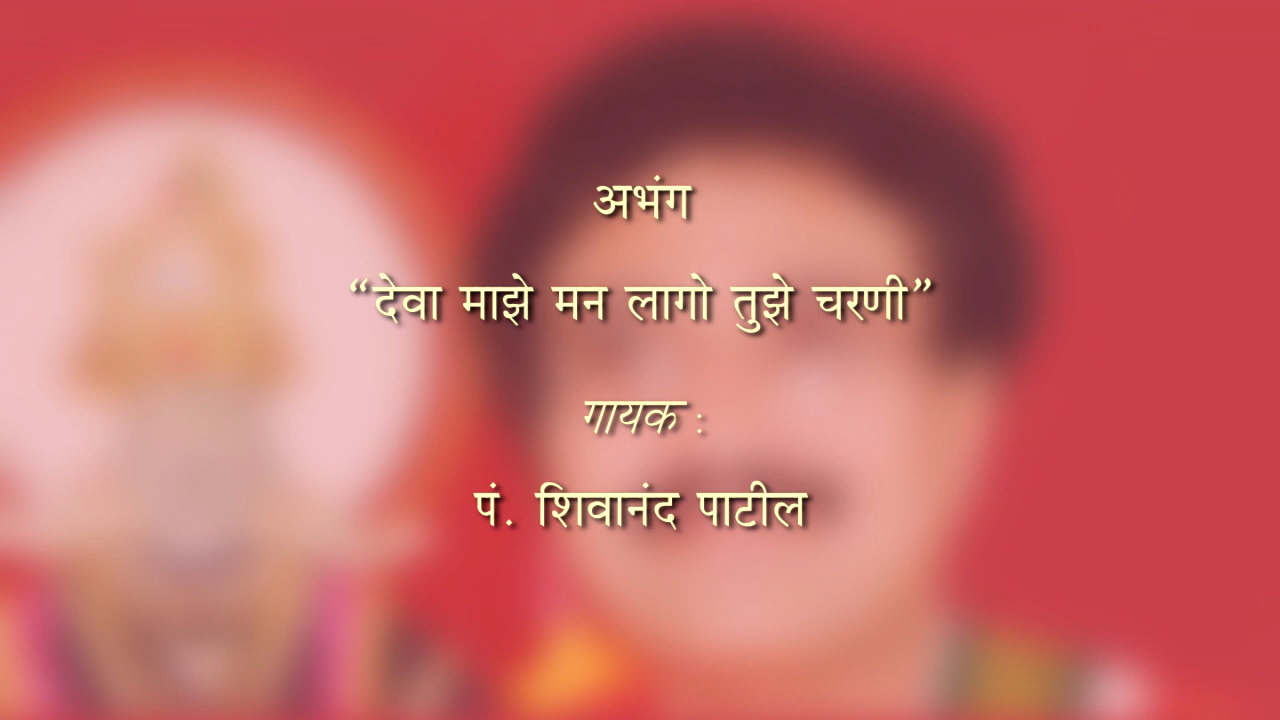 अभंग
“देवा माझे मन लागो तुझे चरणी”
गायक :
पं. शिवानंद पाटील